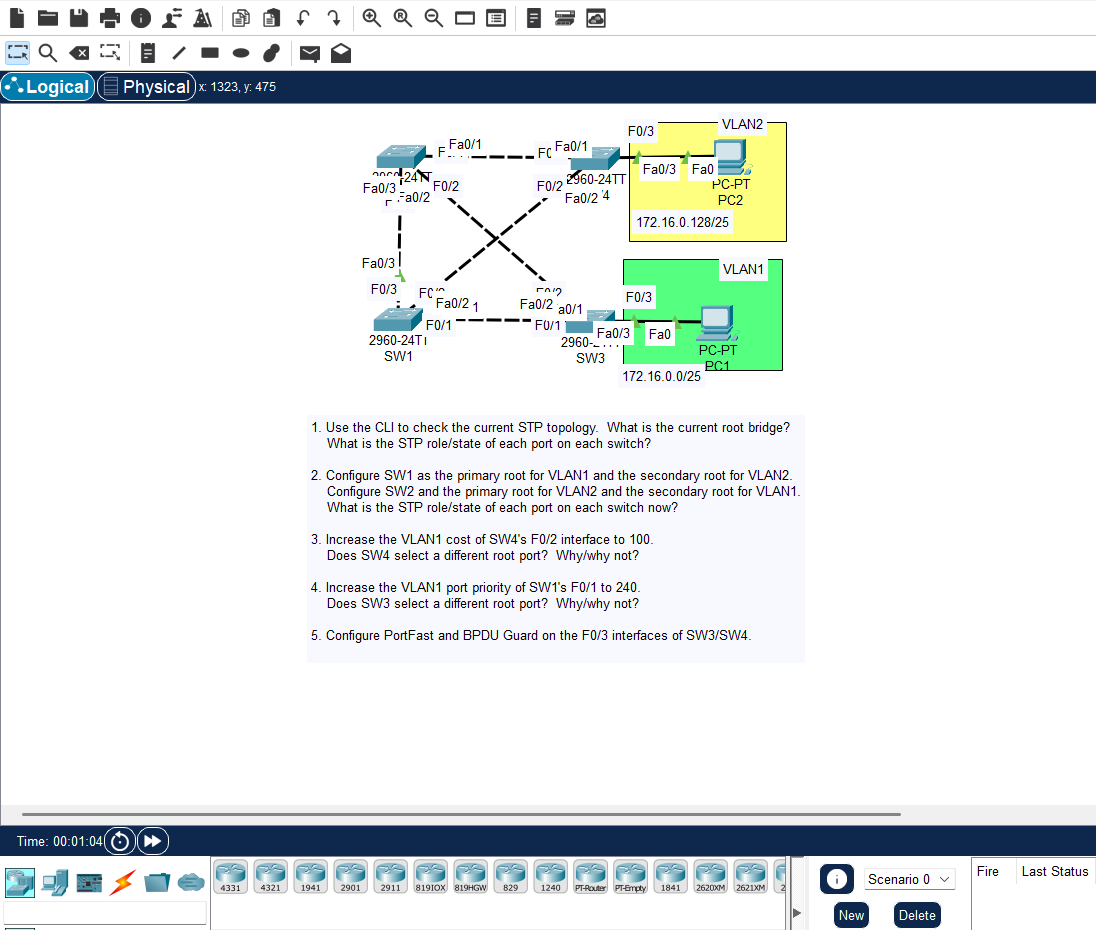 Logical
Physical
x: 1323, y: 475
VLAN2
F0/3
Fa0/1
Fa0/1
Fa0/3
Fa0
2960-24TT
PC-PT
PC2
Fa0/3
Fa0/2
F0/2
F0/2
Fa0/2
172.16.0.128/25
Fa0/3
VLAN1
F0/3
F0/3
Fa0/2
Fa0/2
F0/1
F0/1
Fa0/3
Fa0
2960-24TT
SW1
SW3
PC-PT
PC1
172.16.0.0/25
1. Use the CLI to check the current STP topology. What is the current root bridge?
What is the STP role/state of each port on each switch?
2. Configure SW1 as the primary root for VLAN1 and the secondary root for VLAN2.
Configure SW2 and the primary root for VLAN2 and the secondary root for VLAN1.
What is the STP role/state of each port on each switch now?
3. Increase the VLAN1 cost of SW4's F0/2 interface to 100.
Does SW4 select a different root port? Why/why not?
4. Increase the VLAN1 port priority of SW1's F0/1 to 240.
Does SW3 select a different root port? Why/why not?
5. Configure PortFast and BPDU Guard on the F0/3 interfaces of SW3/SW4.
Time: 00:01:04
4331
4321
1941
2901
2911
819IOX
819HGW
829
1240
PT-Router
PT-Empty
1841
2620XM
2621XM
Scenario 0
Fire
Last Status
New
Delete